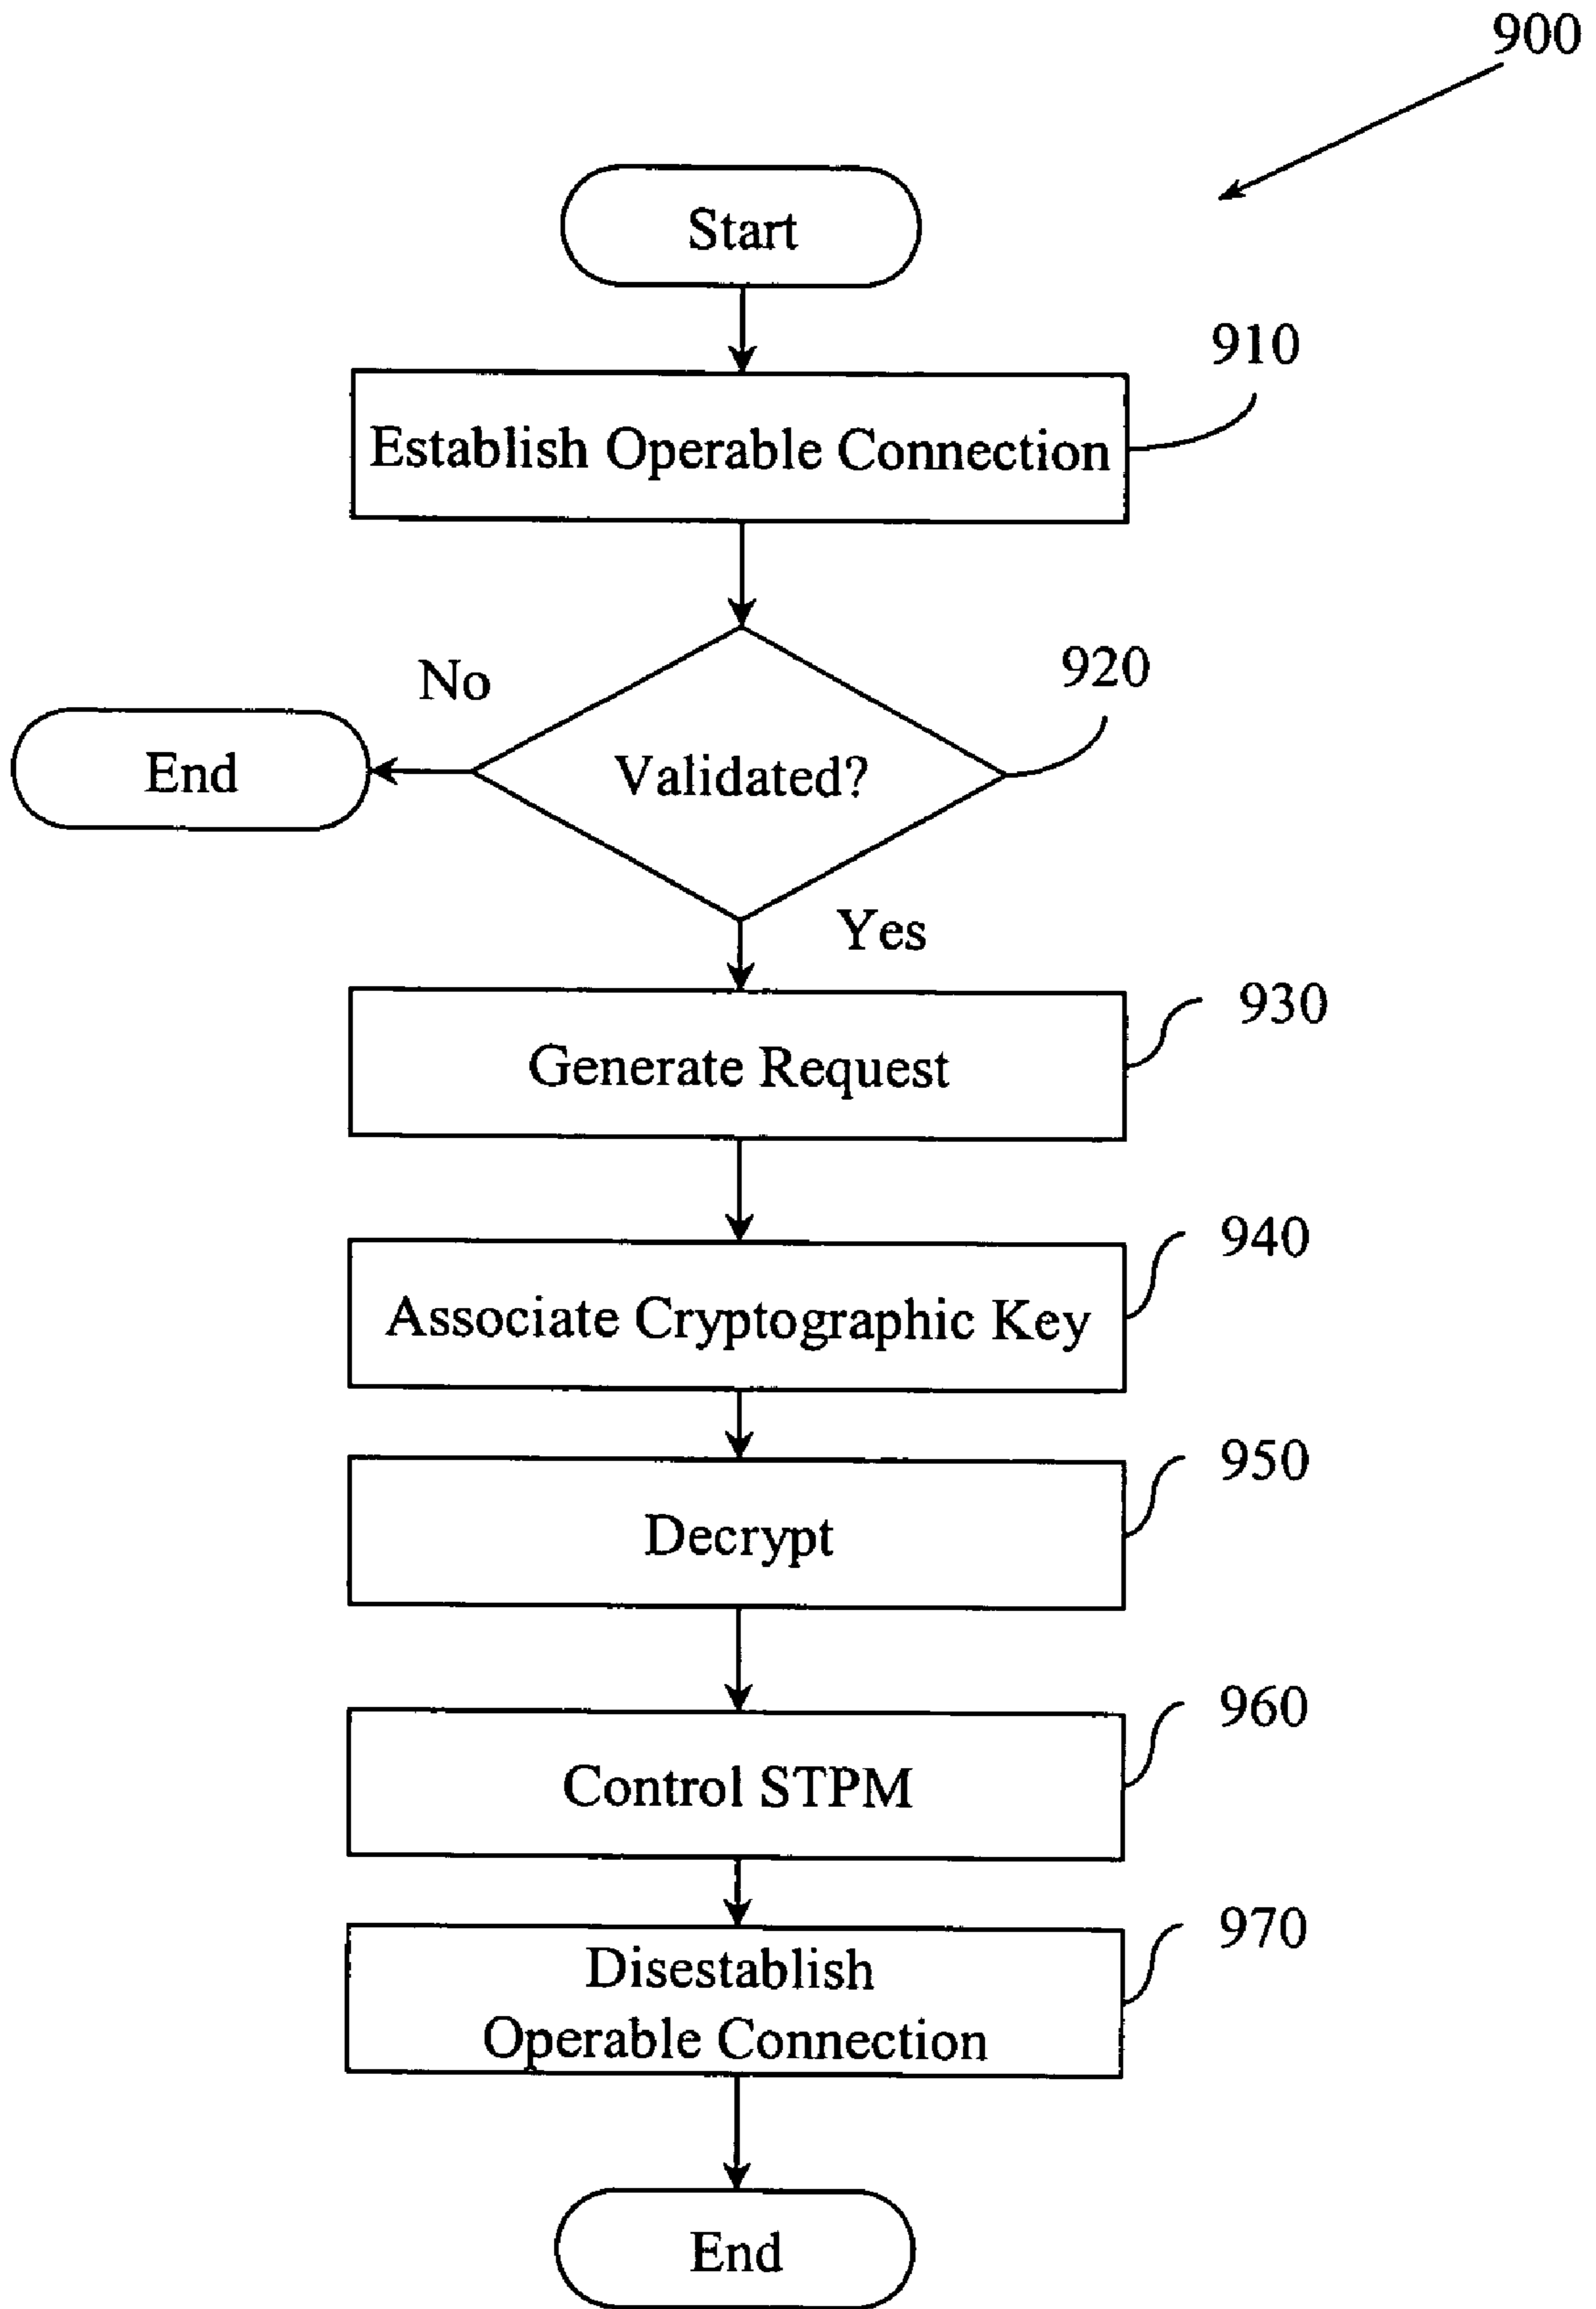 900
Start
910
Establish Operable Connection
No
920
End
Validated?
Yes
930
Generate Request
940
Associate Cryptographic Key
950
Decrypt
960
Control STPM
970
Disestablish
Operable Connection
End